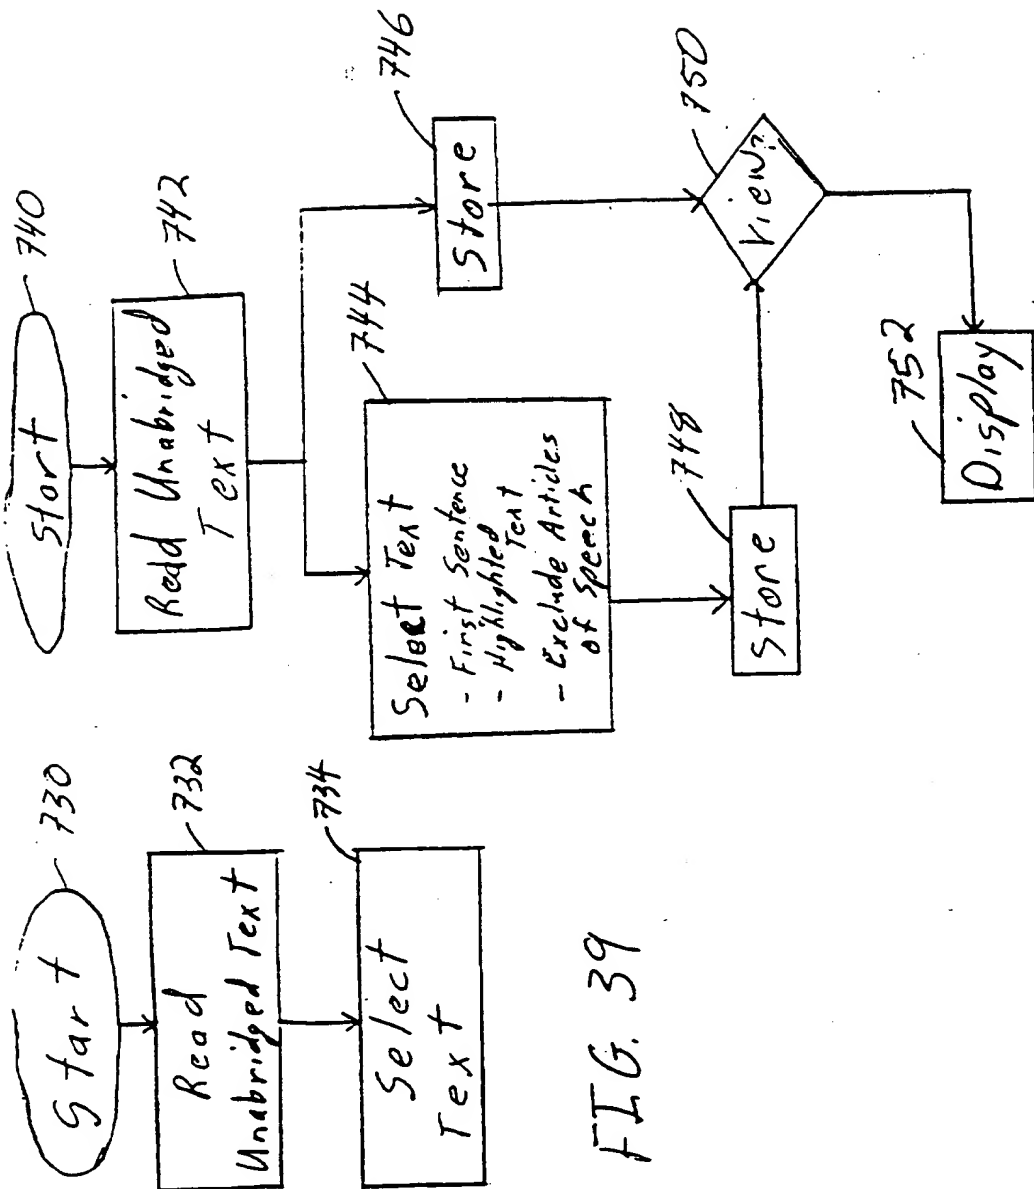 Start
730
Read
Unabridged Text
732
Select
Text
734
Start
740
Read Unabridged
Text
742
Select Text
- First Sentence
- Highlighted
Text
- Exclude Articles
of Speech
744
Store
746
Store
748
View?
750
Display
752
FIG. 39